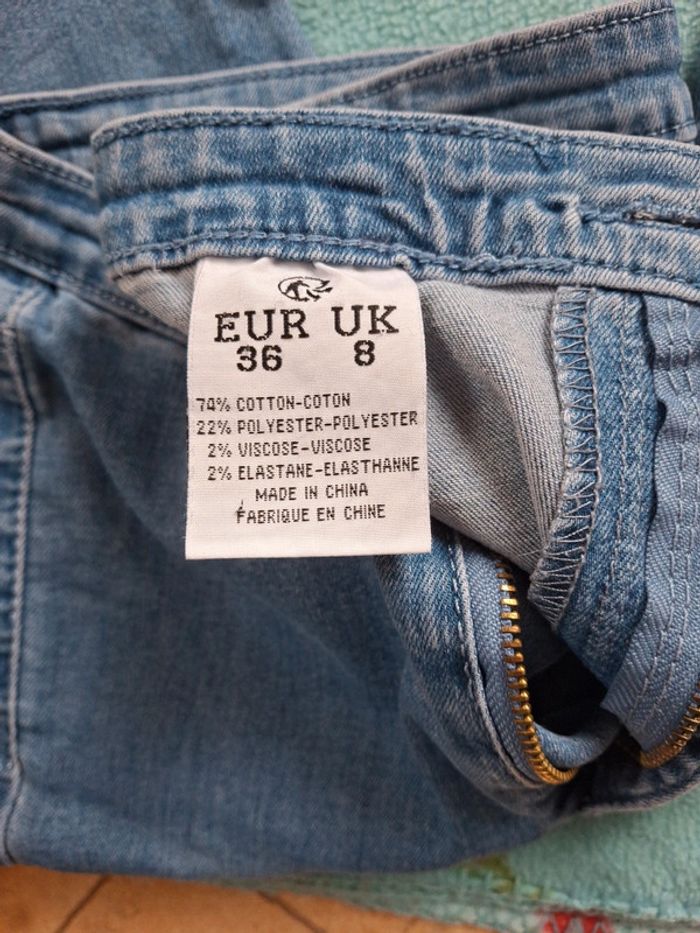 EUR UK
36 8
74% COTTON-COTON
22% POLYESTER-POLYESTER
2% VISCOSE-VISCOSE
2% ELASTANE-ELASTHANNE
MADE IN CHINA
FABRIQUE EN CHINE